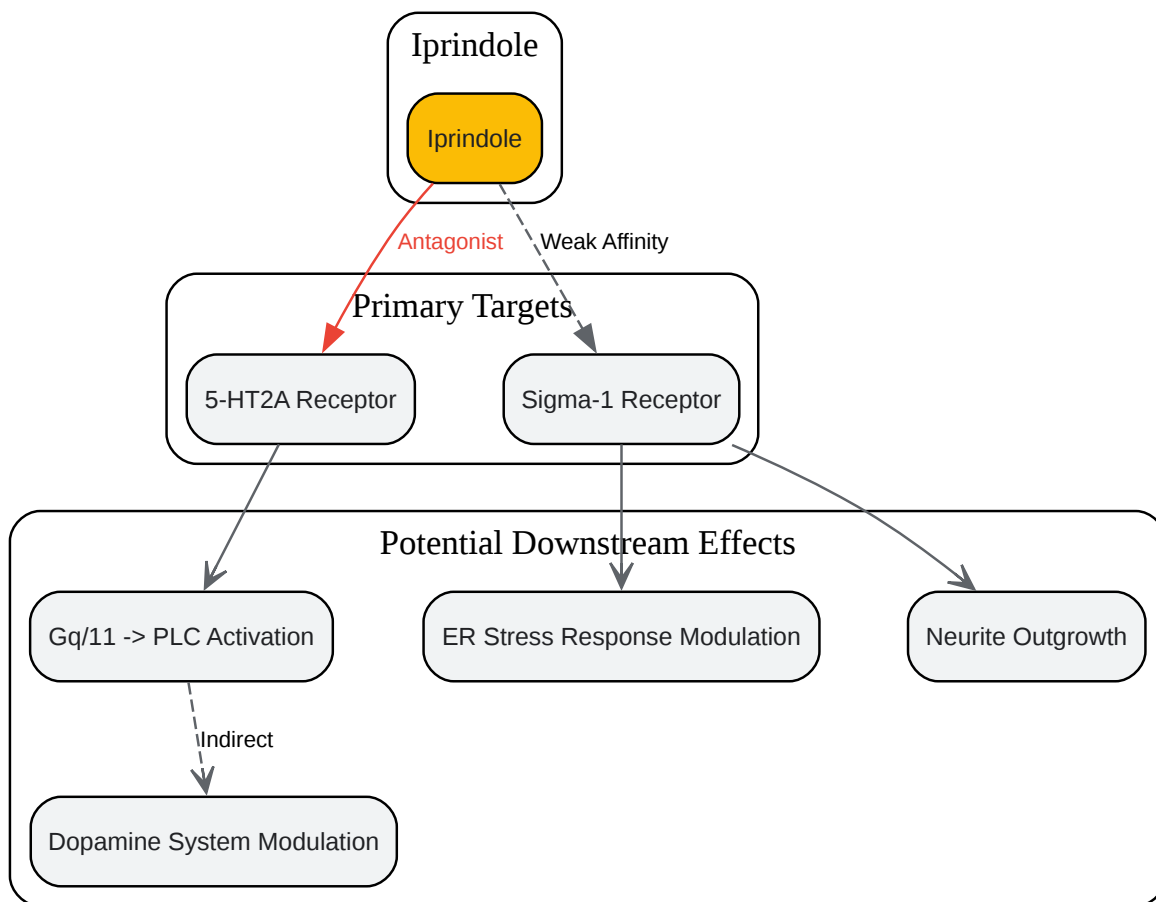 Iprindole
Iprindole
Antagonist
Weak Affinity
Primary Targets
5-HT2A Receptor
Sigma-1 Receptor
Potential Downstream Effects
Gq/11 -> PLC Activation
ER Stress Response Modulation
Neurite Outgrowth
Indirect
Dopamine System Modulation